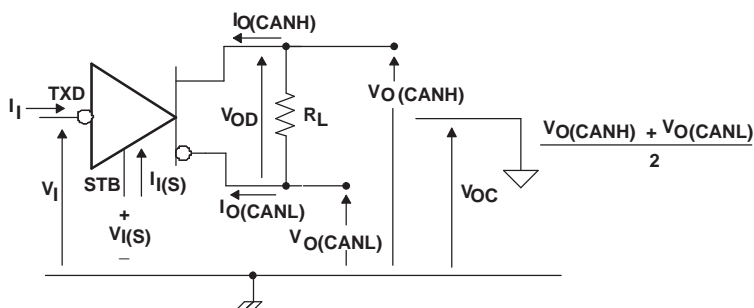 IO(CANH)
TXD
II
VO(CANH)
VOD
RL
VO(CANH) + VO(CANL)
2
VI
STB
II(S)
IO(CANL)
VOC
+
VI(S)
–
VO(CANL)